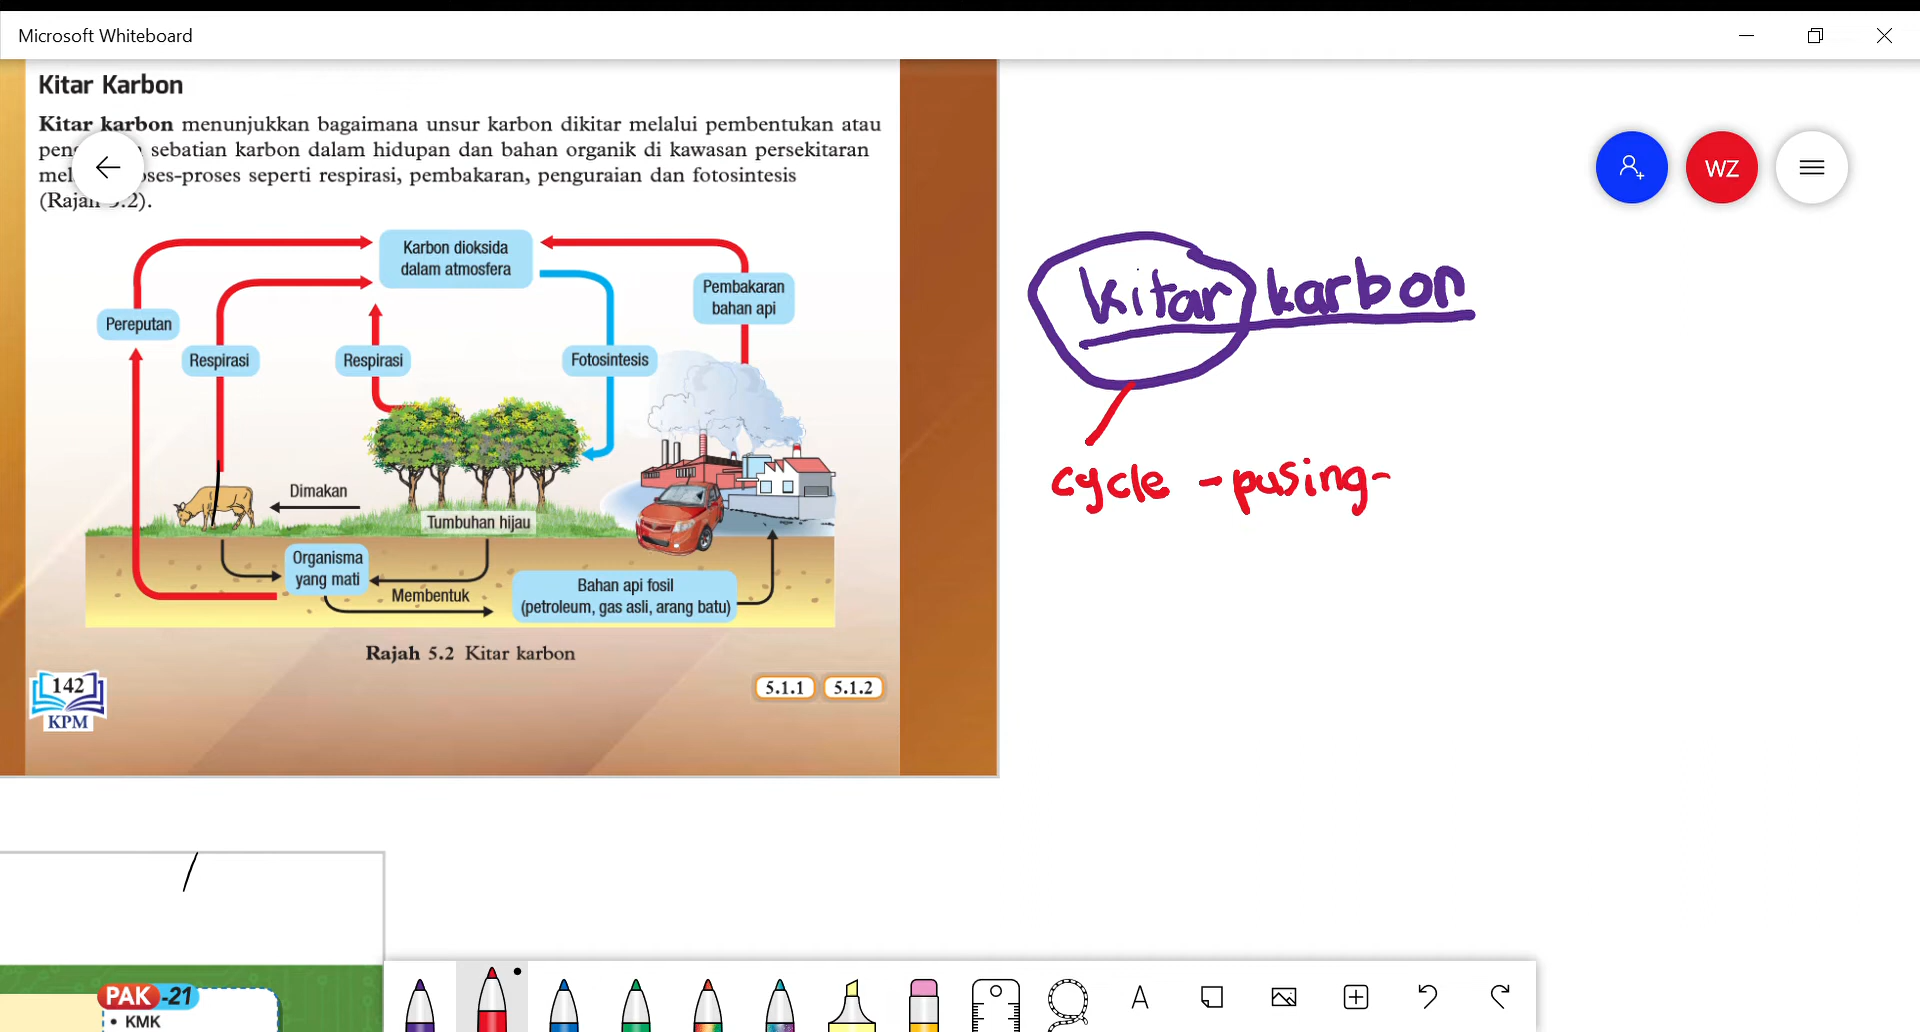 Microsoft Whiteboard
Kitar Karbon
Kitar karbon menunjukkan bagaimana unsur karbon dikitar melalui pembentukan atau
sebatian karbon dalam hidupan dan bahan organik di kawasan persekitaran
seperti respirasi, pembakaran, penguraian dan fotosintesis
(Rajah 5.2).
WZ
Karbon dioksida
dalam atmosfera
Pembakaran
bahan api
Pereputan
Respirasi
Respirasi
Fotosintesis
kitar karbon
cycle - pusing-
Dimakan
Tumbuhan hijau
Organisma
yang mati
Membentuk
Bahan api fosil
(petroleum, gas asli, arang batu)
Rajah 5.2 Kitar karbon
142
KPM
5.1.1 5.1.2
PAK-21
• KMK
A